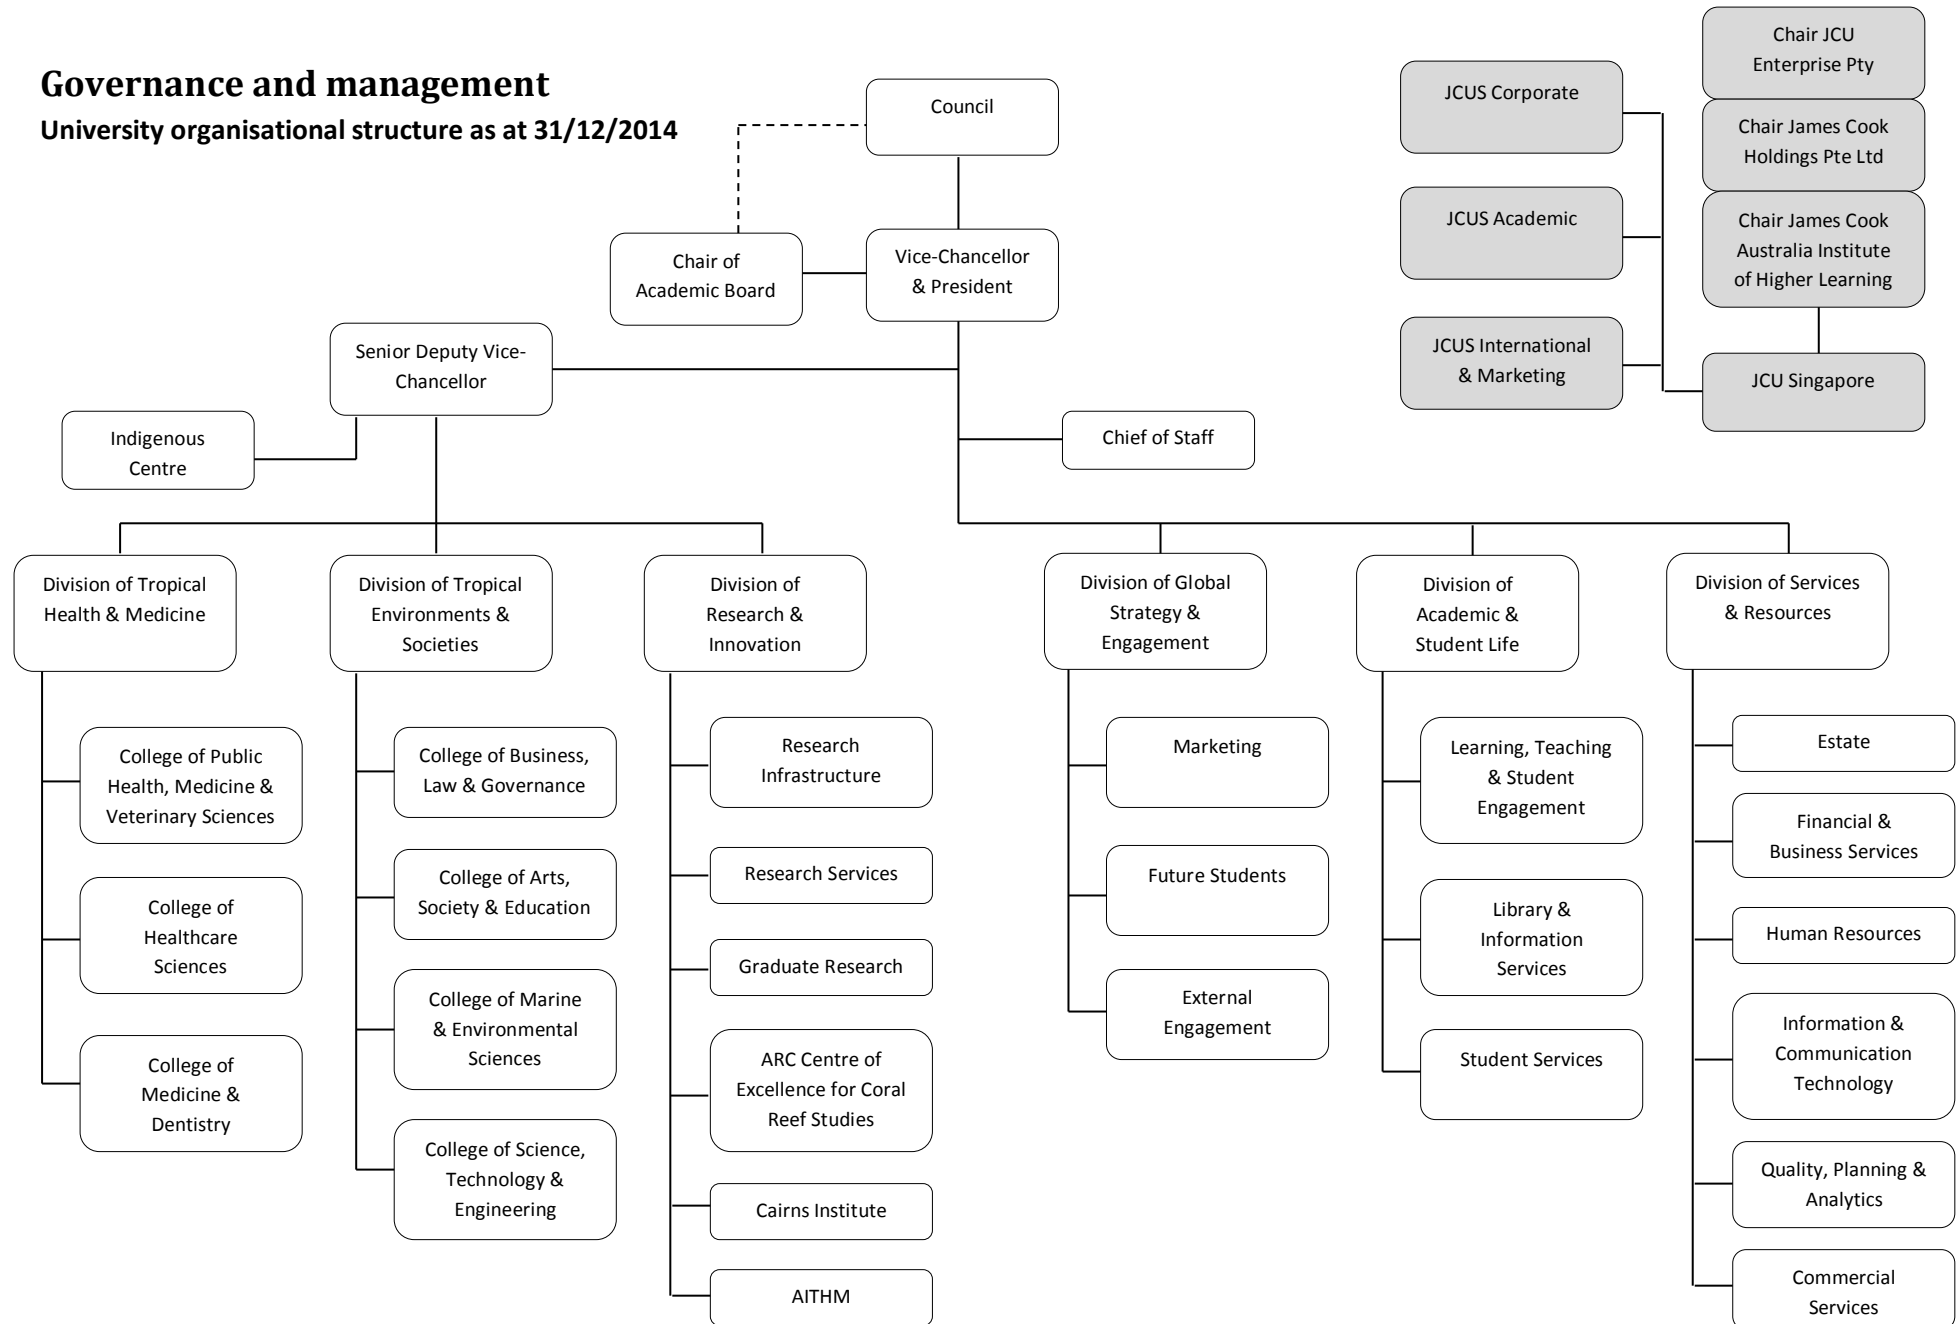 Governance and management
University organisational structure as at 31/12/2014
Council
Chair of
Academic Board
Vice-Chancellor
& President
Senior Deputy Vice-
Chancellor
Indigenous
Centre
Chief of Staff
JCUS Corporate
JCUS Academic
JCUS International
& Marketing
Chair JCU
Enterprise Pty
Chair James Cook
Holdings Pte Ltd
Chair James Cook
Australia Institute
of Higher Learning
JCU Singapore
Division of Tropical
Health & Medicine
College of Public
Health, Medicine &
Veterinary Sciences
College of
Healthcare
Sciences
College of
Medicine &
Dentistry
Division of Tropical
Environments &
Societies
College of Business,
Law & Governance
College of Arts,
Society & Education
College of Marine
& Environmental
Sciences
College of Science,
Technology &
Engineering
Division of
Research &
Innovation
Research
Infrastructure
Research Services
Graduate Research
ARC Centre of
Excellence for Coral
Reef Studies
Cairns Institute
AITHM
Division of Global
Strategy &
Engagement
Marketing
Future Students
External
Engagement
Division of
Academic &
Student Life
Learning, Teaching
& Student
Engagement
Library &
Information
Services
Student Services
Division of Services
& Resources
Estate
Financial &
Business Services
Human Resources
Information &
Communication
Technology
Quality, Planning &
Analytics
Commercial
Services